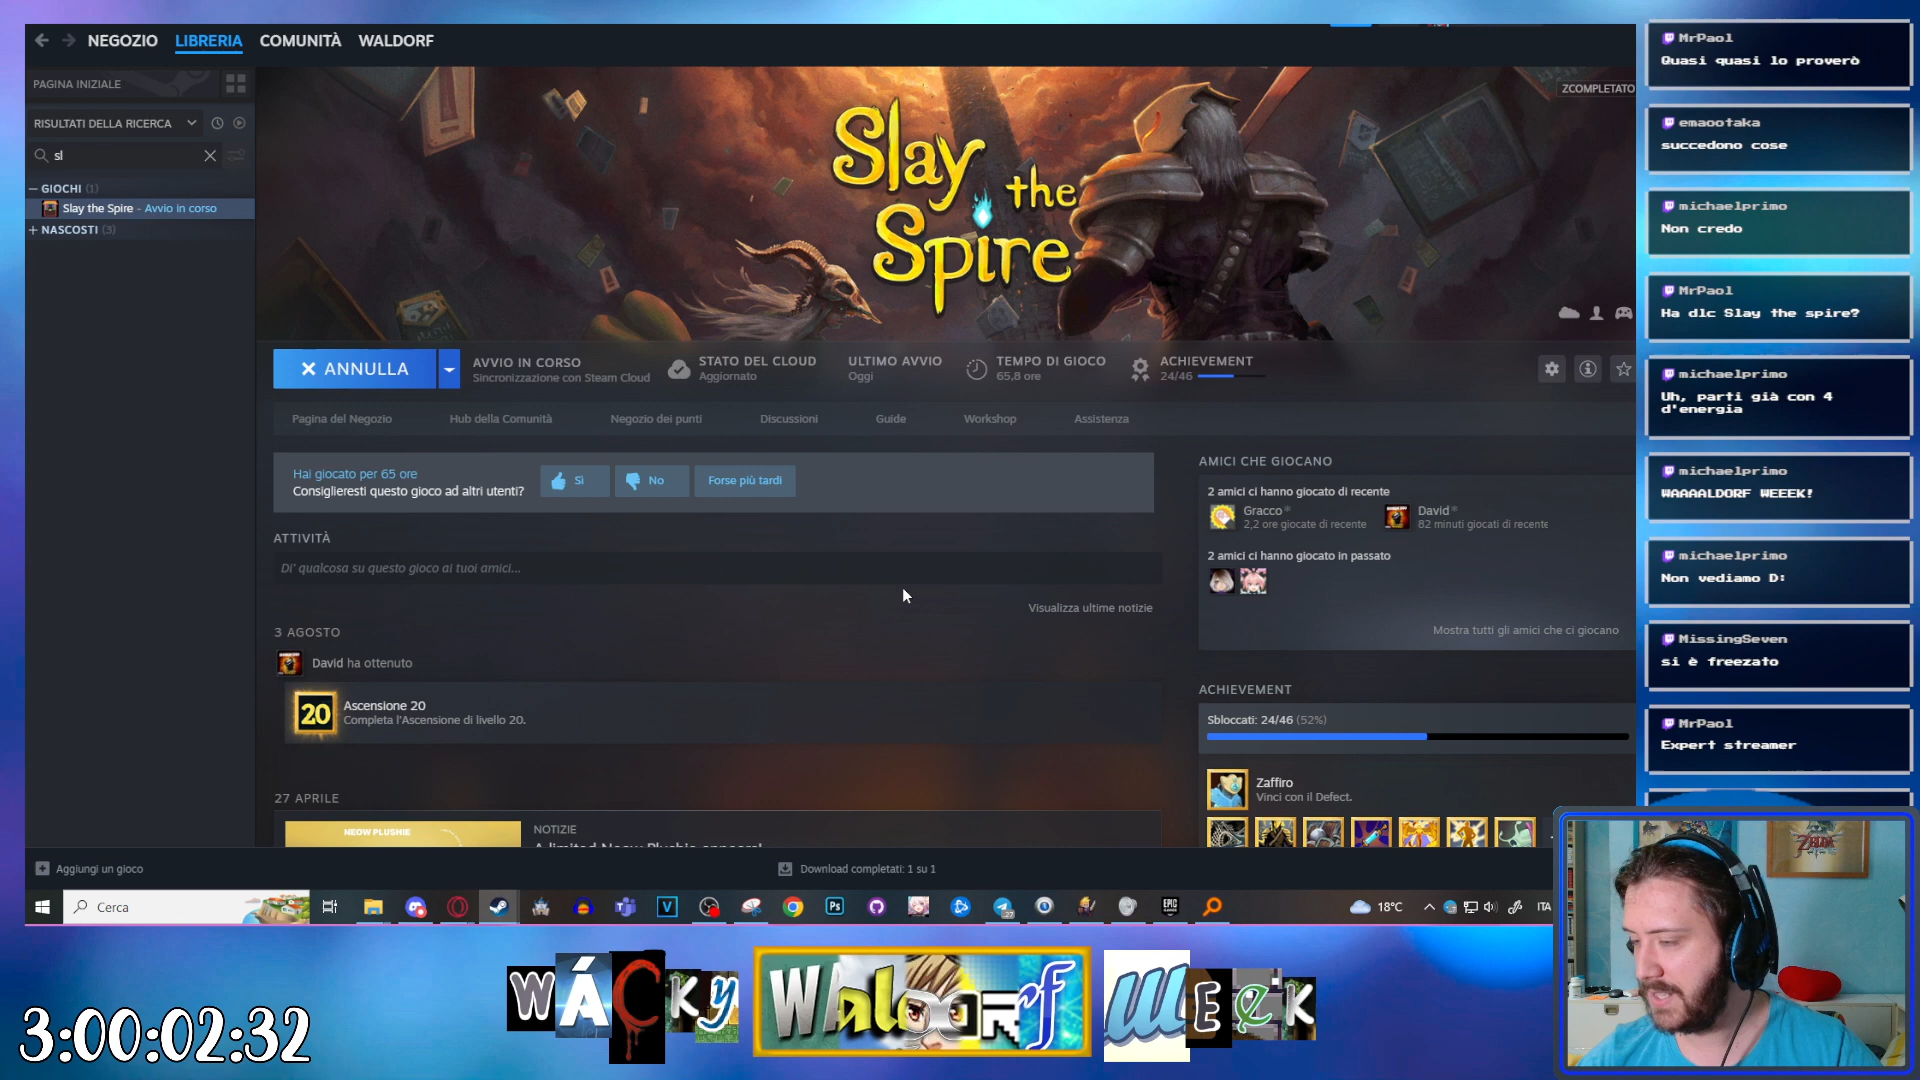 NEGOZIO LIBRERIA COMUNITÀ WALDORF
PAGINA INIZIALE
RISULTATI DELLA RICERCA
sl
GIOCHI (1)
Slay the Spire - Avvio in corso
NASCOSTI (3)
Slay the Spire
ZCOMPLETATO
ANNULLA
AVVIO IN CORSO
Sincronizzazione con Steam Cloud
STATO DEL CLOUD
Aggiornato
ULTIMO AVVIO
Oggi
TEMPO DI GIOCO
65,8 ore
ACHIEVEMENT
24/46
Pagina del Negozio Hub della Comunità Negozio dei punti Discussioni Guide Workshop Assistenza
Hai giocato per 65 ore
Consiglieresti questo gioco ad altri utenti?
Sì No Forse più tardi
ATTIVITÀ
Di' qualcosa su questo gioco ai tuoi amici...
Visualizza ultime notizie
3 AGOSTO
David ha ottenuto
20
Ascensione 20
Completa l'Ascensione di livello 20.
27 APRILE
NEOW PLUSHIE
NOTIZIE
A limited Neow Plushie appears!
AMICI CHE GIOCANO
2 amici ci hanno giocato di recente
Gracco*
2,2 ore giocate di recente
David*
82 minuti giocati di recente
2 amici ci hanno giocato in passato
Mostra tutti gli amici che ci giocano
ACHIEVEMENT
Sbloccati: 24/46 (52%)
Zaffiro
Vinci con il Defect.
Aggiungi un gioco
Download completati: 1 su 1
Cerca
V
Ps
27
EPIC
18°C
ITA
MrPaol
Quasi quasi lo proverò
emaootaka
succedono cose
michaelprimo
Non credo
MrPaol
Ha dlc Slay the spire?
michaelprimo
Uh, parti già con 4
d'energia
michaelprimo
WAAAALDORF WEEEK!
michaelprimo
Non vediamo D:
MissingSeven
si è freezato
MrPaol
Expert streamer
ZELDA
3:00:02:32
WÁCKy Waldorf WEEK